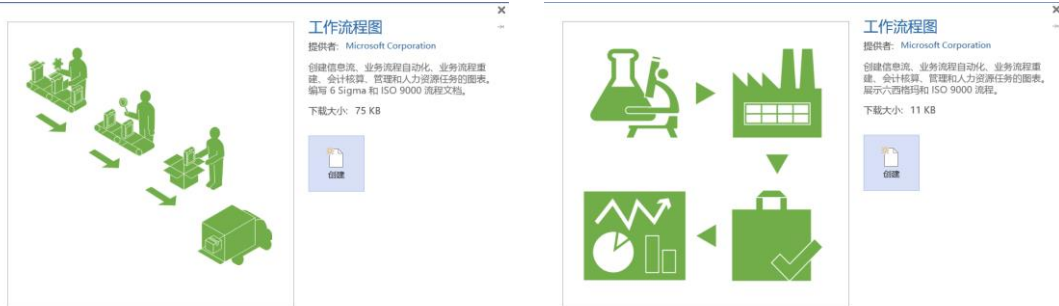 工作流程图
提供者: Microsoft Corporation
创建信息流、业务流程自动化、业务流程重
建、会计核算、管理和人力资源任务的图表。
编写 6 Sigma 和 ISO 9000 流程文档。
下载大小: 75 KB
创建
工作流程图
提供者: Microsoft Corporation
创建信息流、业务流程自动化、业务流程重
建、会计核算、管理和人力资源任务的图表。
展示六西格玛和 ISO 9000 流程。
下载大小: 11 KB
创建